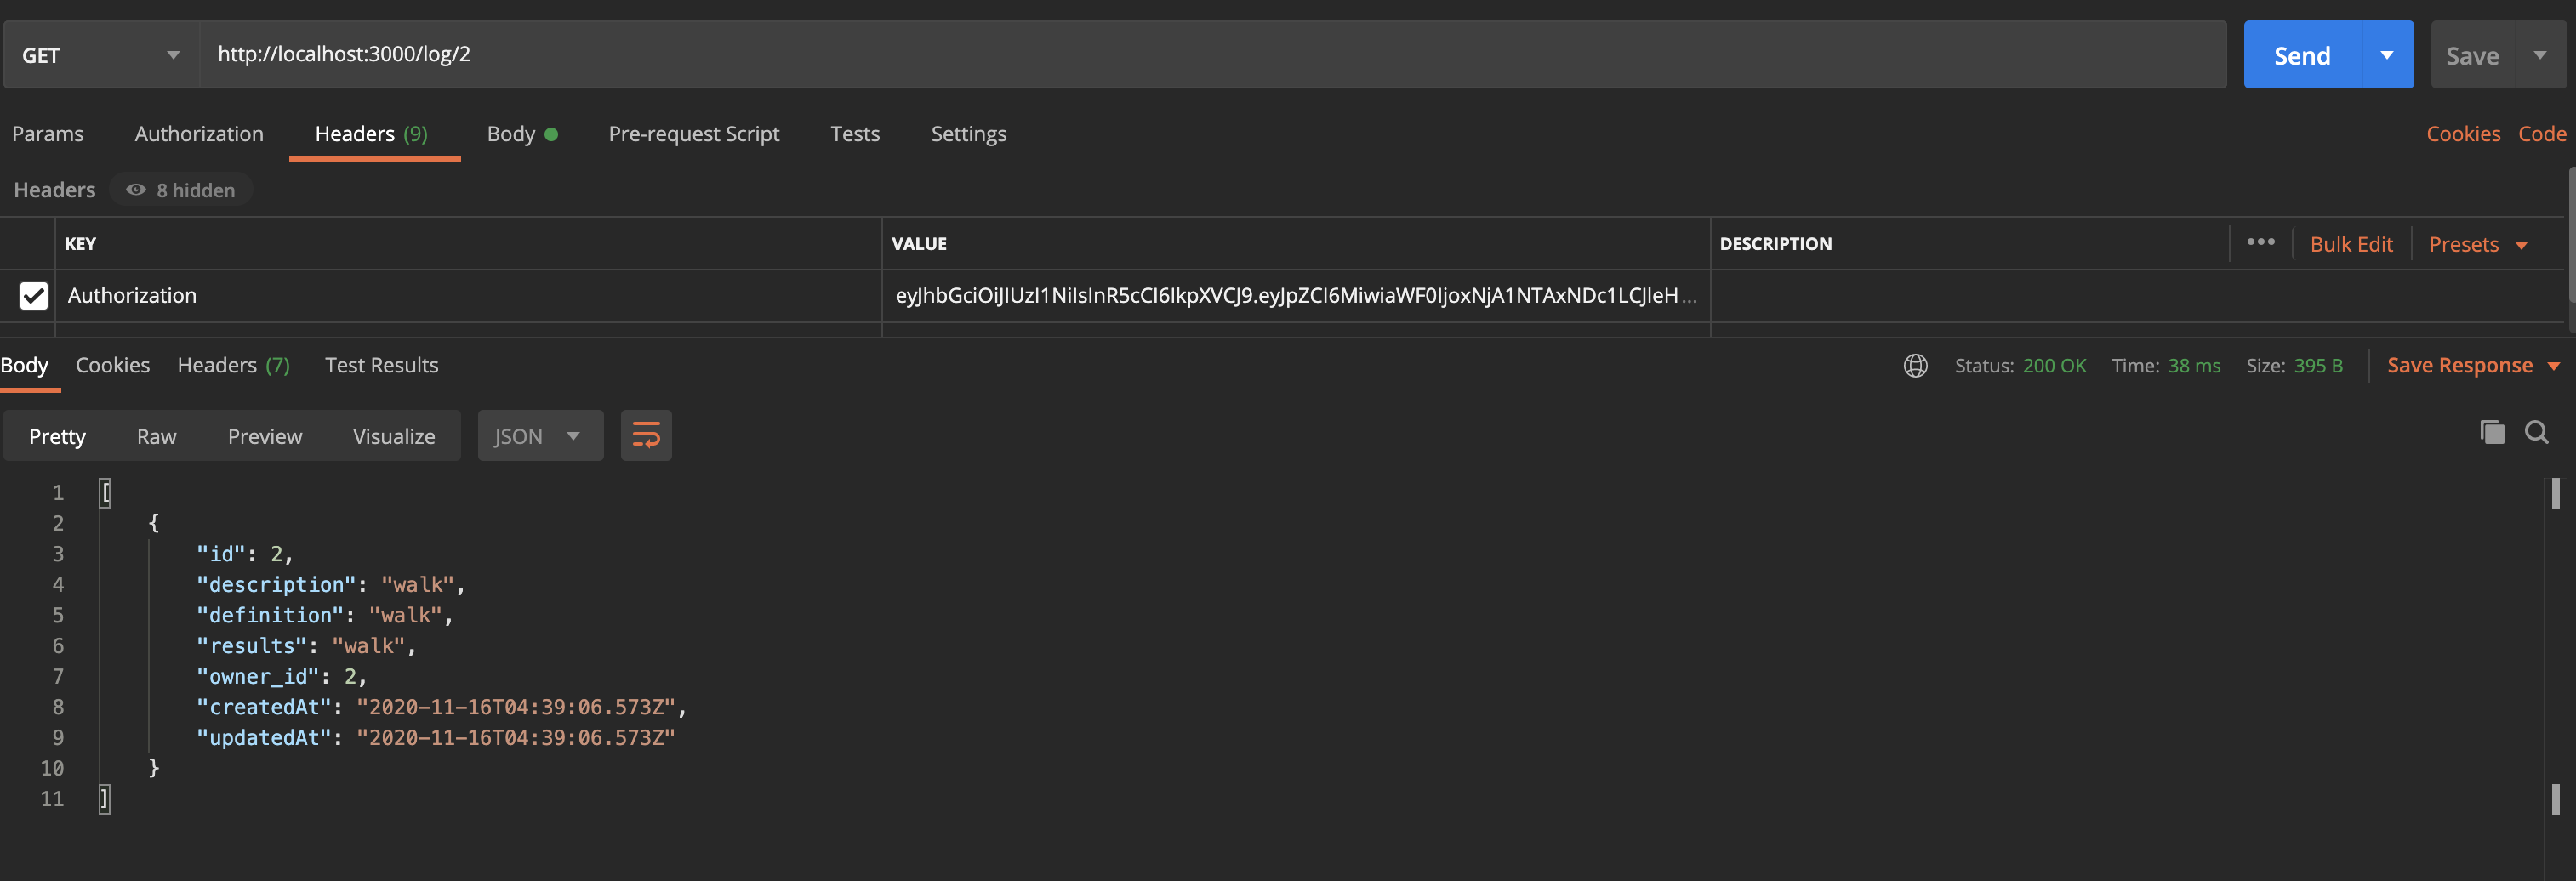 GET http://localhost:3000/log/2 Send Save
Params Authorization Headers (9) Body Pre-request Script Tests Settings Cookies Code
Headers 8 hidden
KEY VALUE DESCRIPTION ••• Bulk Edit Presets
Authorization eyJhbGciOiJIUzI1NiIsInR5cCI6IkpXVCJ9.eyJpZCI6MiwiaWF0IjoxNjA1NTAxNDc1LCJleH...
Body Cookies Headers (7) Test Results Status: 200 OK Time: 38 ms Size: 395 B Save Response
Pretty Raw Preview Visualize JSON
1 [
2 {
3 "id": 2,
4 "description": "walk",
5 "definition": "walk",
6 "results": "walk",
7 "owner_id": 2,
8 "createdAt": "2020-11-16T04:39:06.573Z",
9 "updatedAt": "2020-11-16T04:39:06.573Z"
10 }
11 ]